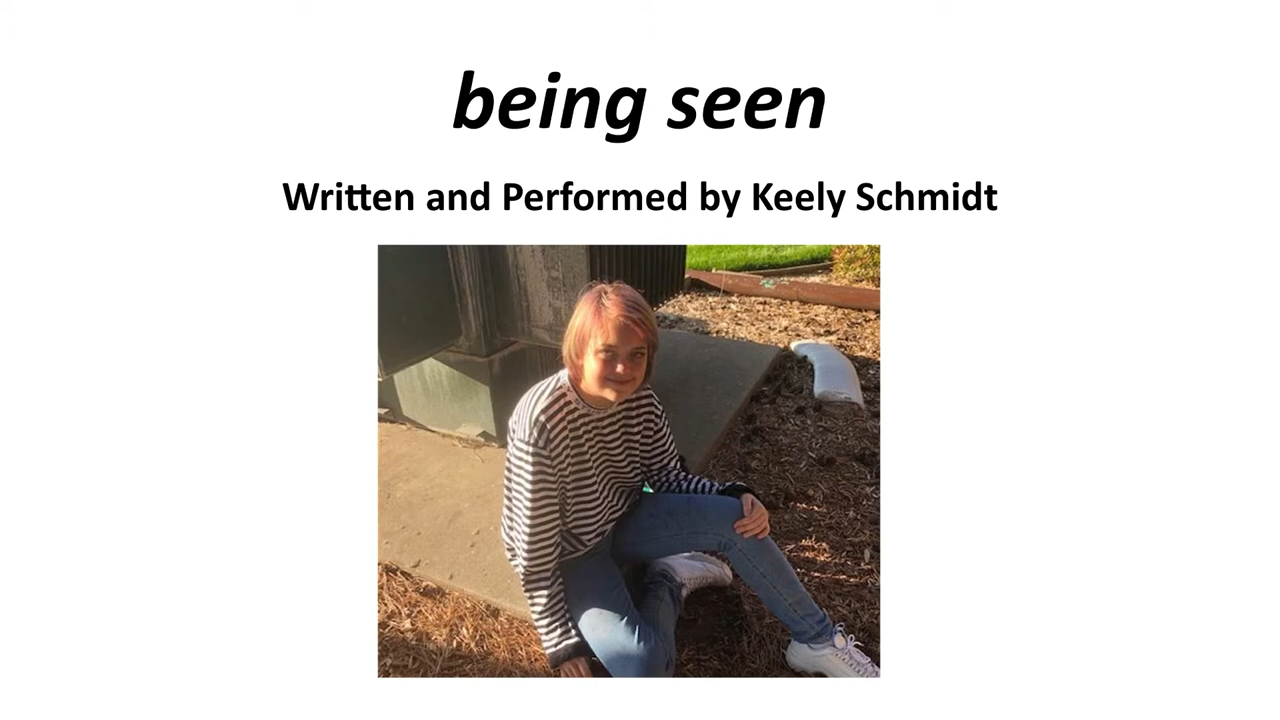 being seen
Written and Performed by Keely Schmidt